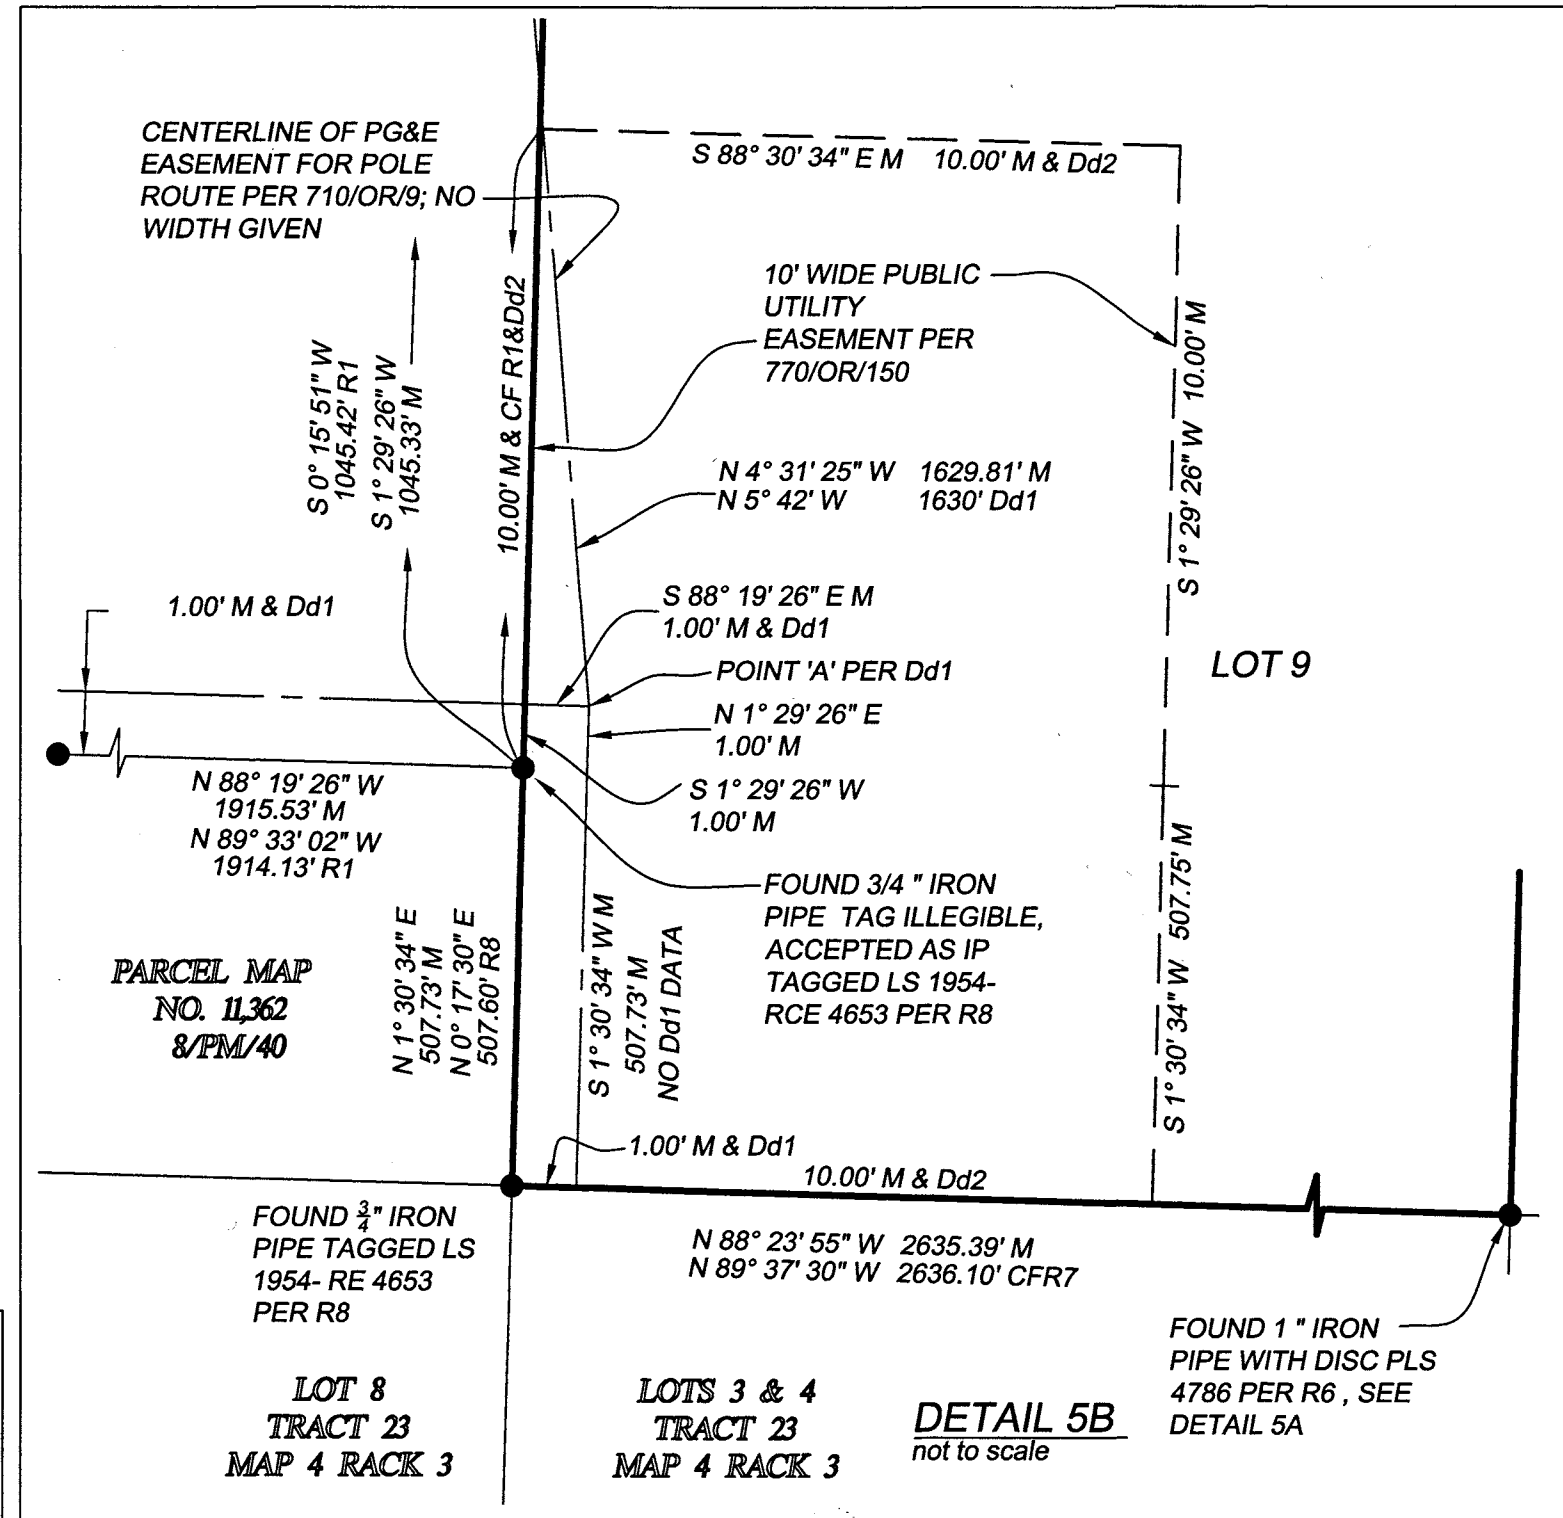 CENTERLINE OF PG&E
EASEMENT FOR POLE
ROUTE PER 710/OR/9; NO
WIDTH GIVEN
S 88° 30' 34" E M 10.00' M & Dd2
10' WIDE PUBLIC
UTILITY
EASEMENT PER
770/OR/150
S 0° 15' 51" W
1045.42' R1
S 1° 29' 26" W
1045.33' M
10.00' M & CF R1&Dd2
S 1° 29' 26" W 10.00' M
N 4° 31' 25" W 1629.81' M
N 5° 42' W 1630' Dd1
1.00' M & Dd1
S 88° 19' 26" E M
1.00' M & Dd1
POINT 'A' PER Dd1
LOT 9
N 1° 29' 26" E
1.00' M
S 1° 29' 26" W
1.00' M
N 88° 19' 26" W
1915.53' M
N 89° 33' 02" W
1914.13' R1
FOUND 3/4 " IRON
PIPE TAG ILLEGIBLE,
ACCEPTED AS IP
TAGGED LS 1954-
RCE 4653 PER R8
PARCEL MAP
NO. 11,362
8/PM/40
N 1° 30' 34" E
507.73' M
N 0° 17' 30" E
507.60' R8
S 1° 30' 34" W M
507.73' M
NO Dd1 DATA
S 1° 30' 34" W 507.75' M
1.00' M & Dd1
10.00' M & Dd2
FOUND 3/4" IRON
PIPE TAGGED LS
1954- RE 4653
PER R8
N 88° 23' 55" W 2635.39' M
N 89° 37' 30" W 2636.10' CFR7
FOUND 1 " IRON
PIPE WITH DISC PLS
4786 PER R6 , SEE
DETAIL 5A
LOT 8
TRACT 23
MAP 4 RACK 3
LOTS 3 & 4
TRACT 23
MAP 4 RACK 3
DETAIL 5B
not to scale